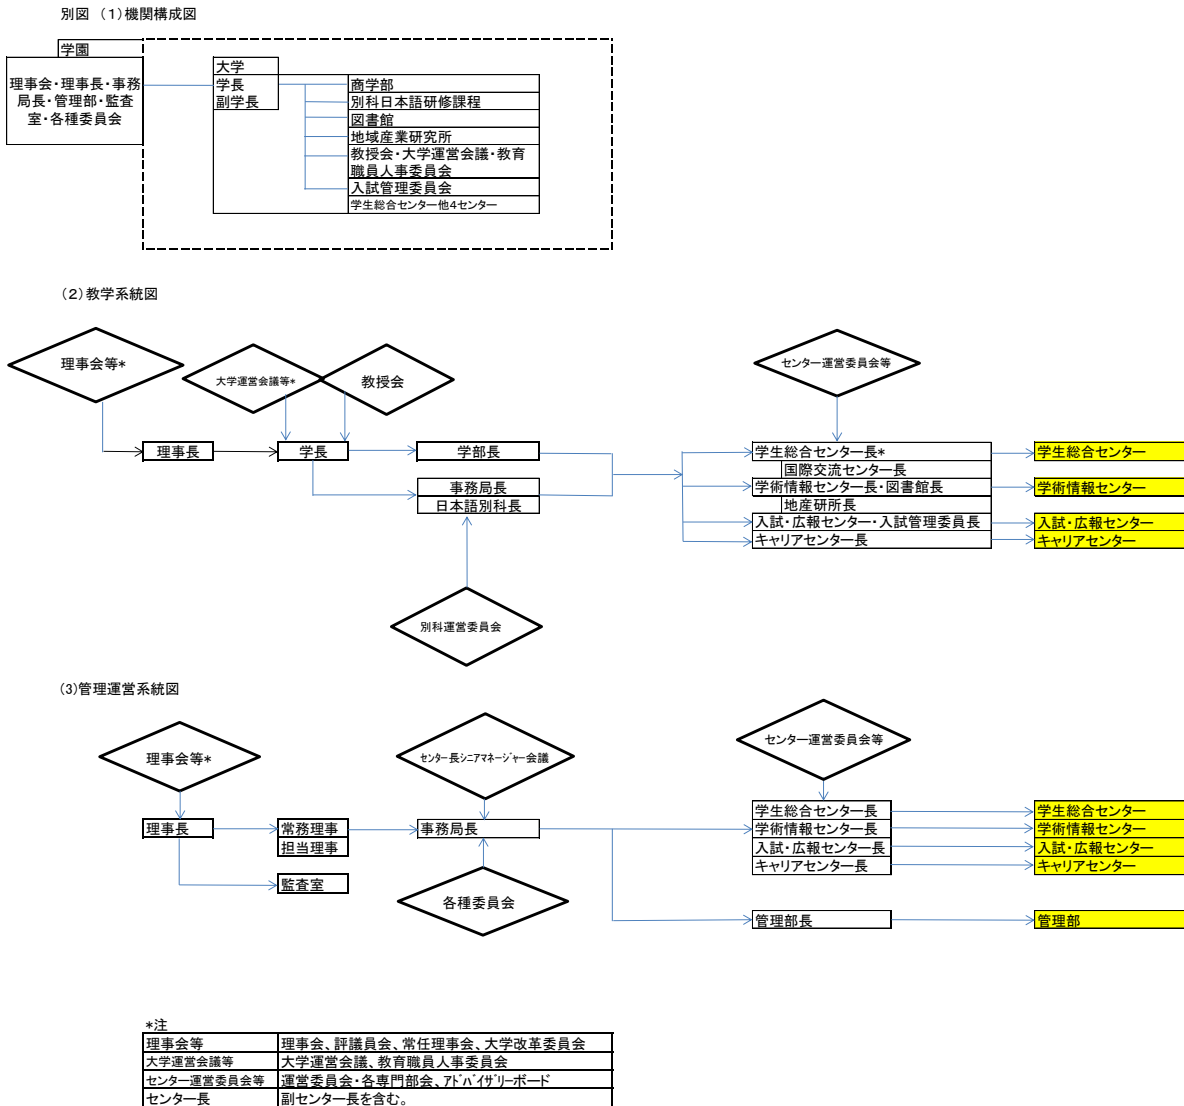 別図 （1）機関構成図
学園
理事会・理事長・事務
局長・管理部・監査
室・各種委員会
大学
学長
副学長
商学部
別科日本語研修課程
図書館
地域産業研究所
教授会・大学運営会議・教育
職員人事委員会
入試管理委員会
学生総合センター他4センター
（2）教学系統図
理事会等*
大学運営会議等*
教授会
センター運営委員会等
理事長
学長
学部長
事務局長
日本語別科長
学生総合センター長*
国際交流センター長
学術情報センター長・図書館長
地産研所長
入試・広報センター・入試管理委員長
キャリアセンター長
学生総合センター
学術情報センター
入試・広報センター
キャリアセンター
別科運営委員会
(3)管理運営系統図
理事会等*
センター長ｼﾆｱﾏﾈｰｼﾞｬｰ会議
センター運営委員会等
理事長
常務理事
担当理事
監査室
事務局長
各種委員会
学生総合センター長
学術情報センター長
入試・広報センター長
キャリアセンター長
管理部長
学生総合センター
学術情報センター
入試・広報センター
キャリアセンター
管理部
*注
理事会等 理事会、評議員会、常任理事会、大学改革委員会
大学運営会議等 大学運営会議、教育職員人事委員会
センター運営委員会等 運営委員会・各専門部会、ｱﾄﾞﾊﾞｲｻﾞﾘｰボード
センター長 副センター長を含む。